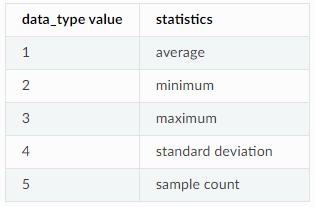 data_type value statistics
1 average
2 minimum
3 maximum
4 standard deviation
5 sample count